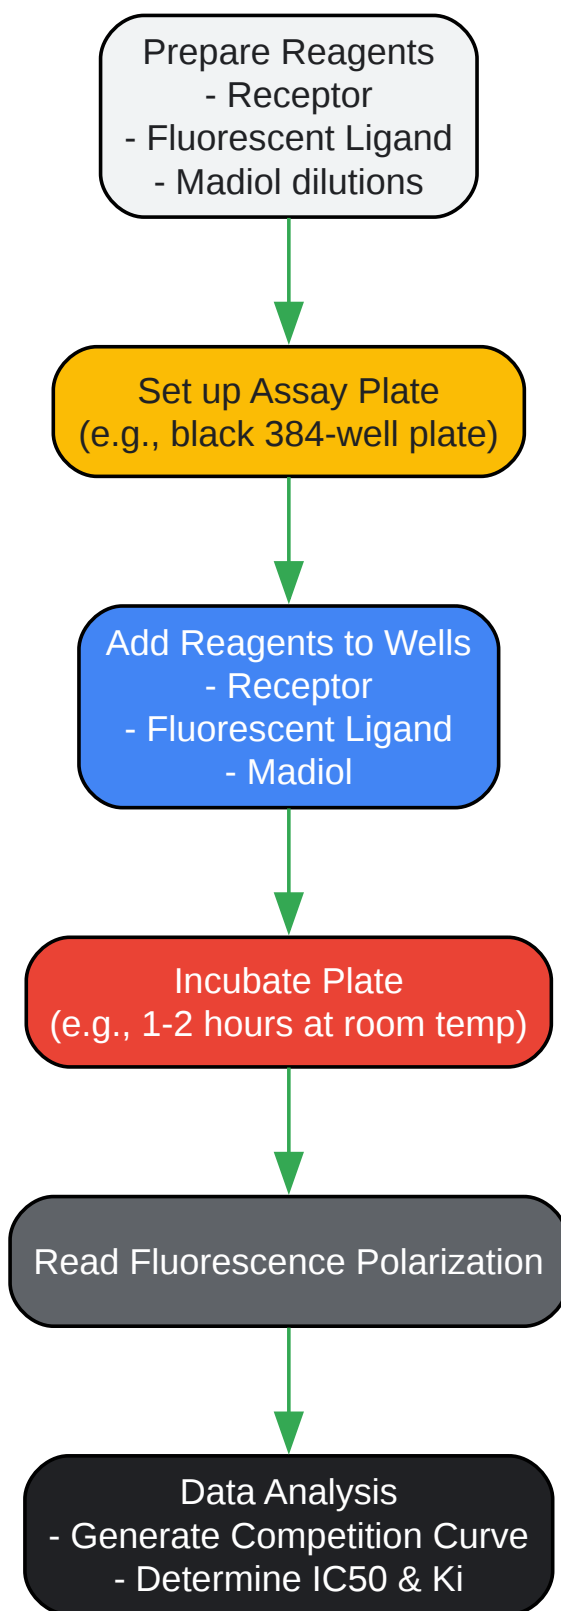 Prepare Reagents
- Receptor
- Fluorescent Ligand
- Madiol dilutions
Set up Assay Plate
(e.g., black 384-well plate)
Add Reagents to Wells
- Receptor
- Fluorescent Ligand
- Madiol
Incubate Plate
(e.g., 1-2 hours at room temp)
Read Fluorescence Polarization
Data Analysis
- Generate Competition Curve
- Determine IC50 & Ki